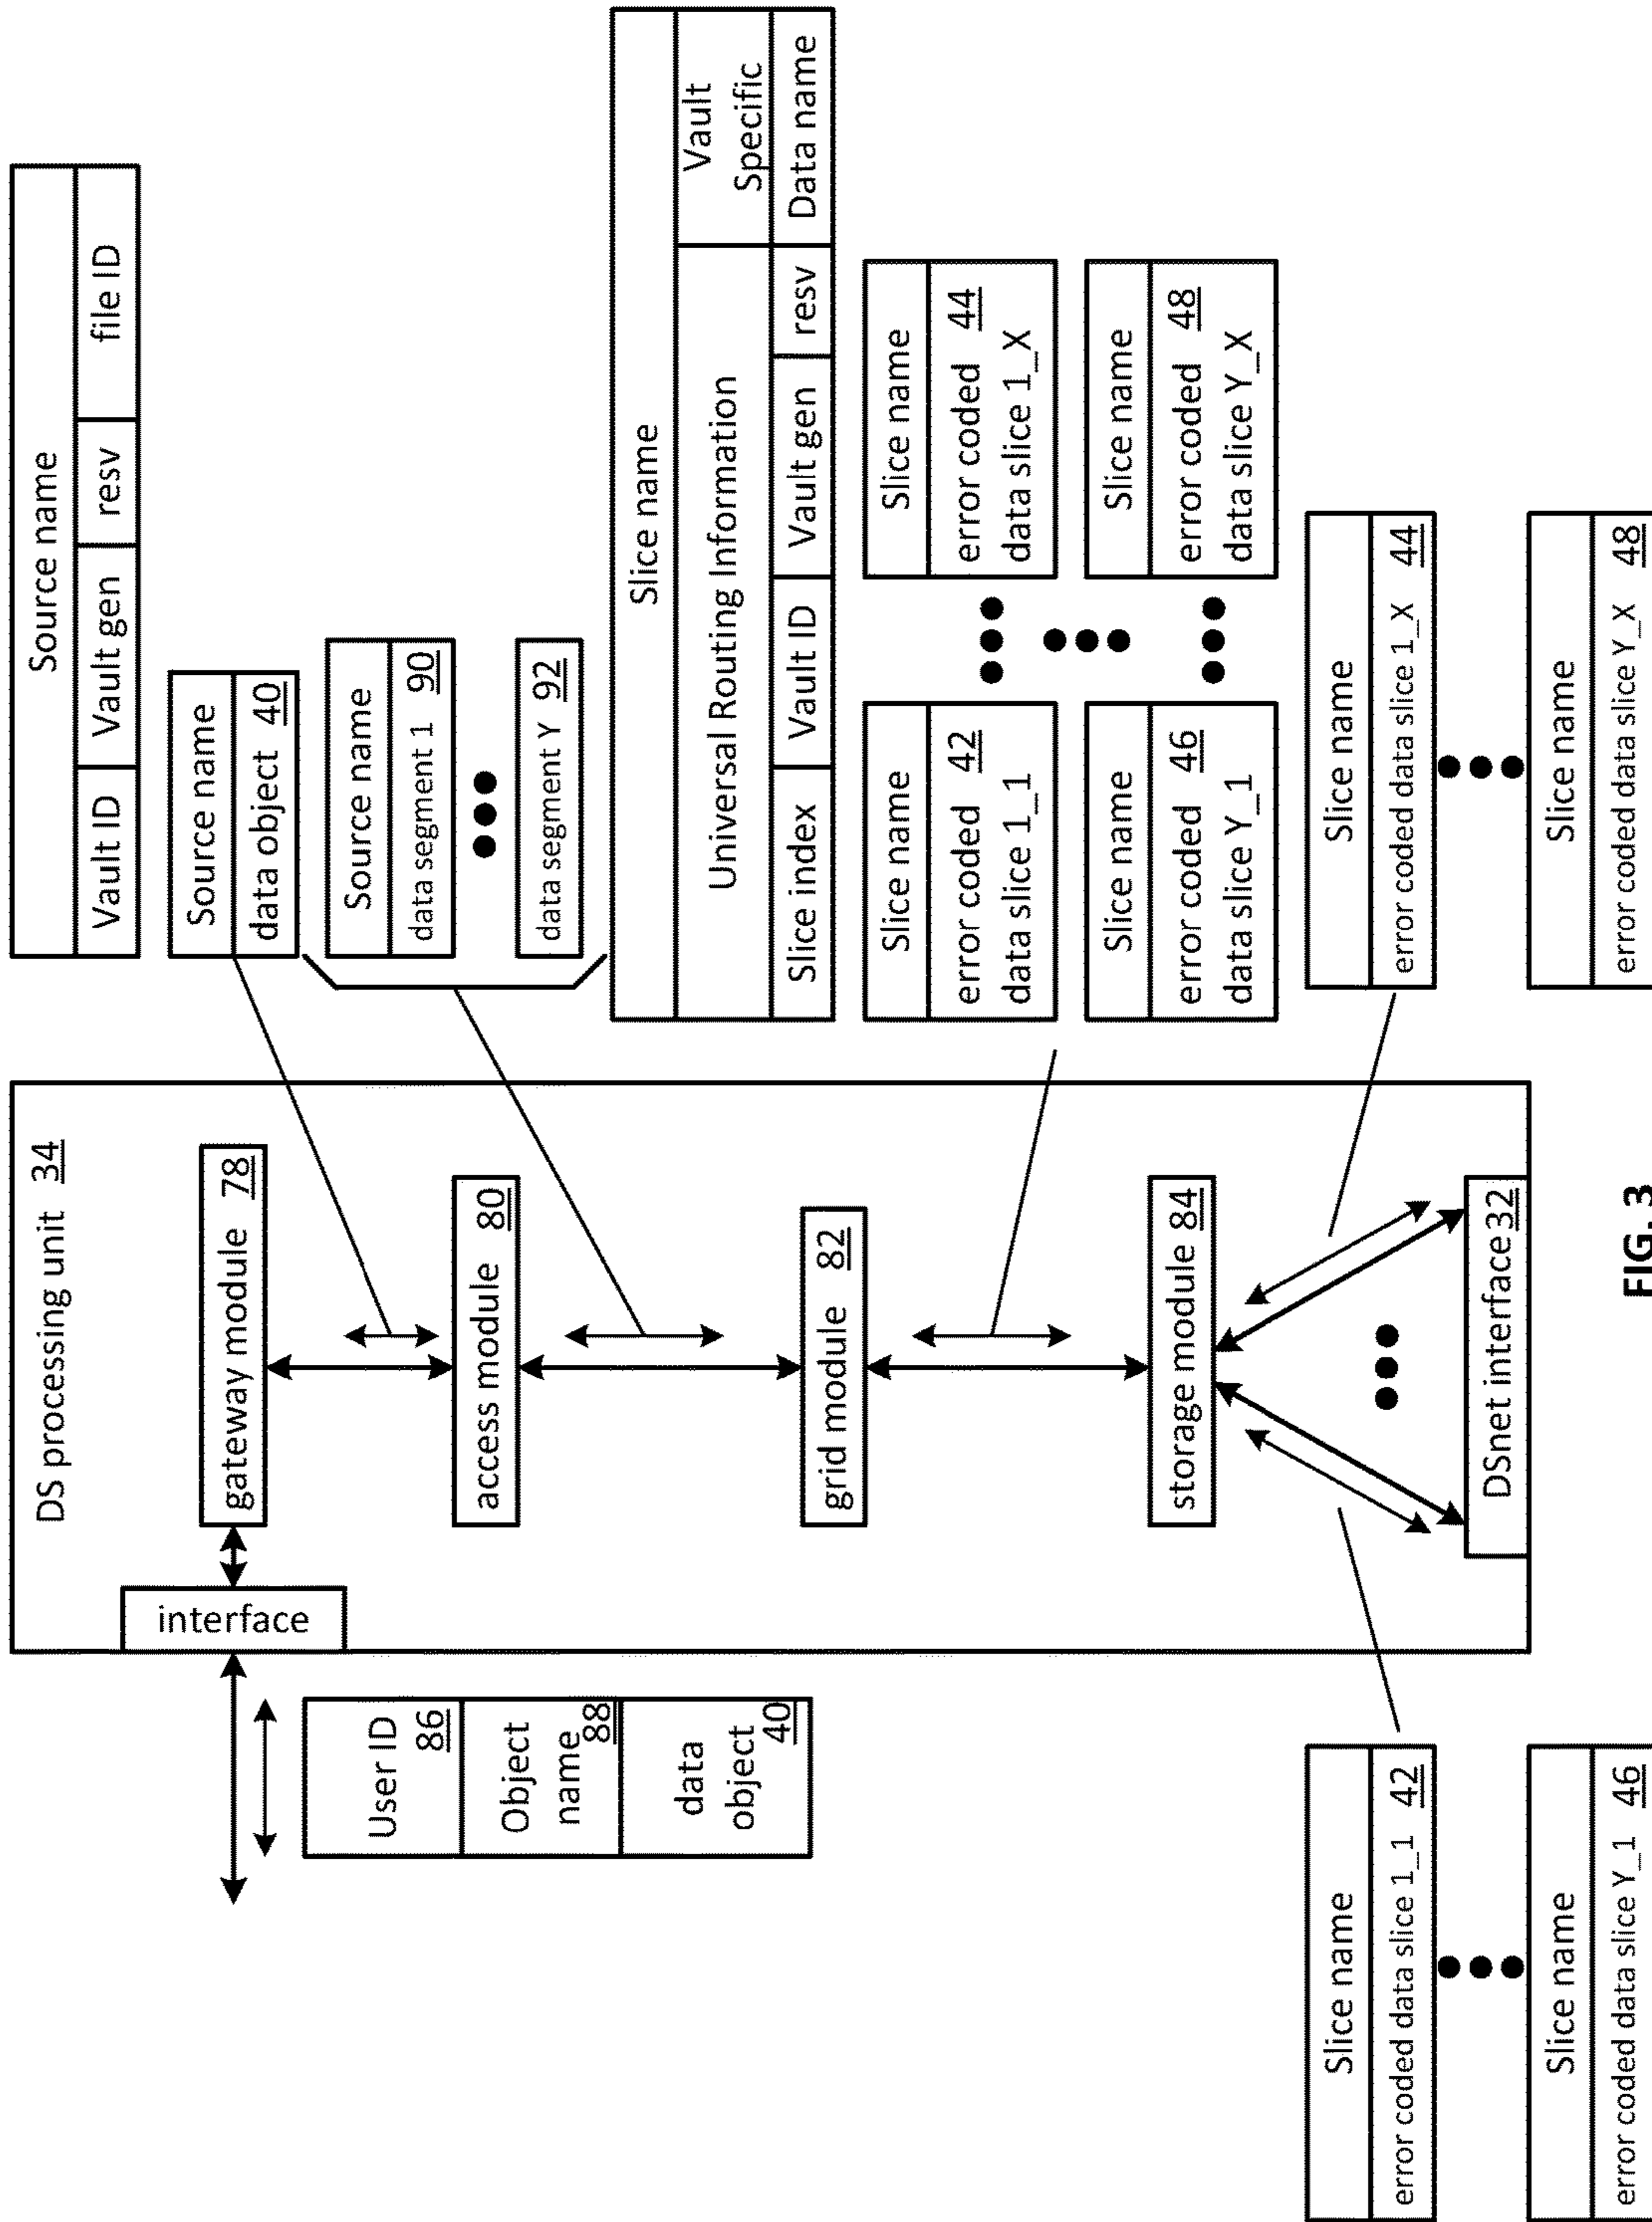 DS processing unit 34
interface
gateway module 78
access module 80
grid module 82
storage module 84
DSnet interface 32
User ID
86
Object
name 88
data
object 40
Source name
Vault ID
Vault gen
resv
file ID
Source name
data object 40
Source name
data segment 1 90
data segment Y 92
Slice name
Universal Routing Information
Vault
Specific
Slice index
Vault ID
Vault gen
resv
Data name
Slice name
error coded 42
data slice 1_1
Slice name
error coded 44
data slice 1_X
Slice name
error coded 46
data slice Y_1
Slice name
error coded 48
data slice Y_X
Slice name
error coded data slice 1_1 42
Slice name
error coded data slice Y_1 46
Slice name
error coded data slice 1_X 44
Slice name
error coded data slice Y_X 48
FIG. 3